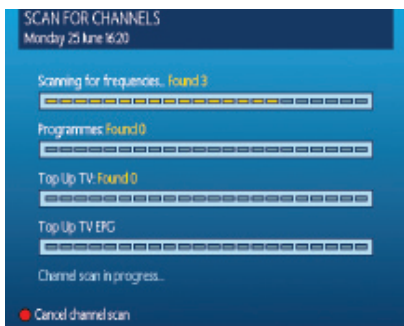 SCAN FOR CHANNELS
Monday 25 June 16:20
Scanning for frequencies.. Found 3
Programmes: Found 0
Top Up TV: Found 0
Top Up TV EPG
Channel scan in progress...
Cancel channel scan